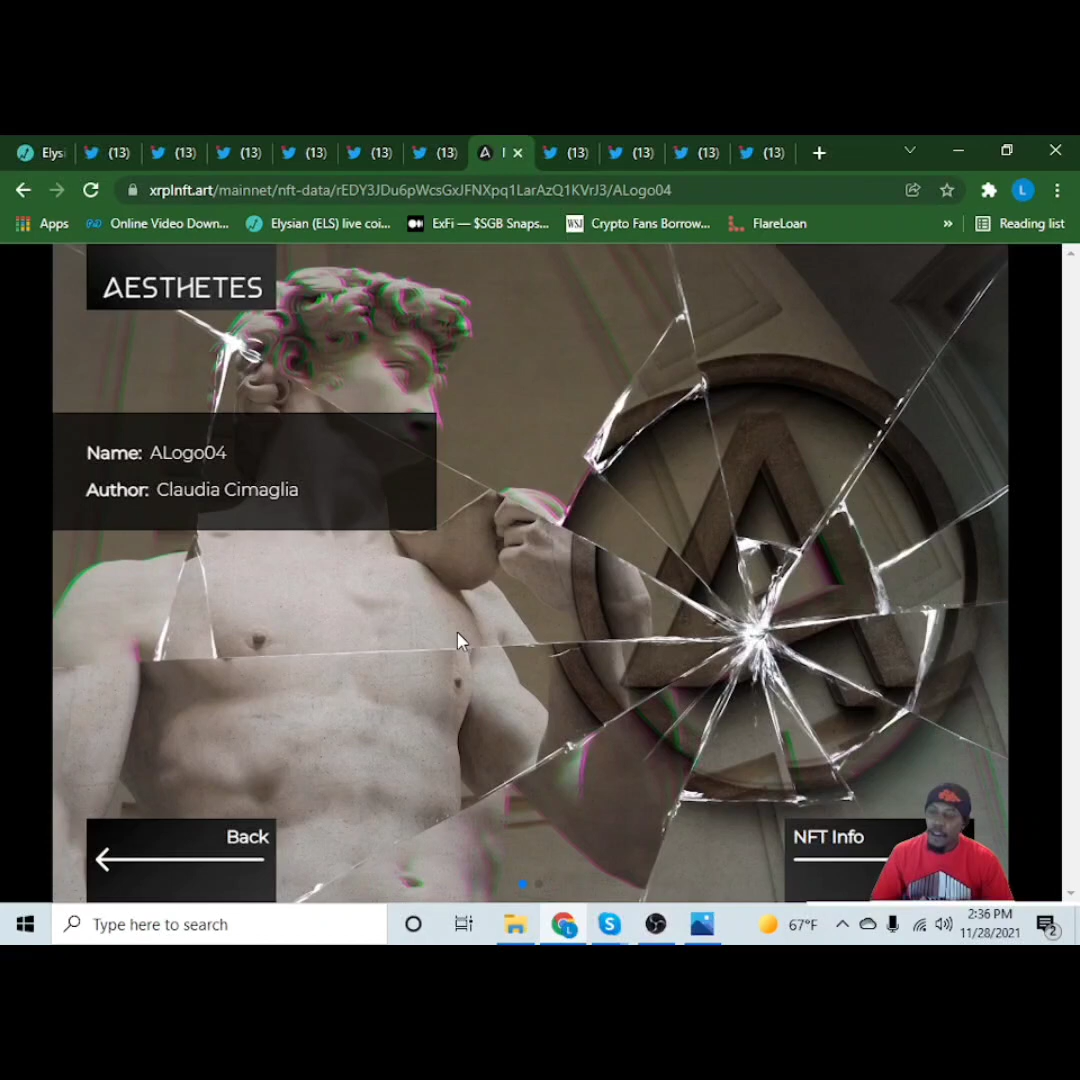 Elysi
(13)
(13)
(13)
(13)
(13)
(13)
(13)
(13)
(13)
(13)
xrplnft.art/mainnet/nft-data/rEDY3JDu6pWcsGxJFNXpq1LarAzQ1KVrJ3/ALogo04
L
Apps
Online Video Down...
Elysian (ELS) live coi...
ExFi — $SGB Snaps...
WSJ
Crypto Fans Borrow...
FlareLoan
»
Reading list
AESTHETES
Name: ALogo04
Author: Claudia Cimaglia
A
Back
NFT Info
Type here to search
L
S
67°F
2:36 PM
11/28/2021
2